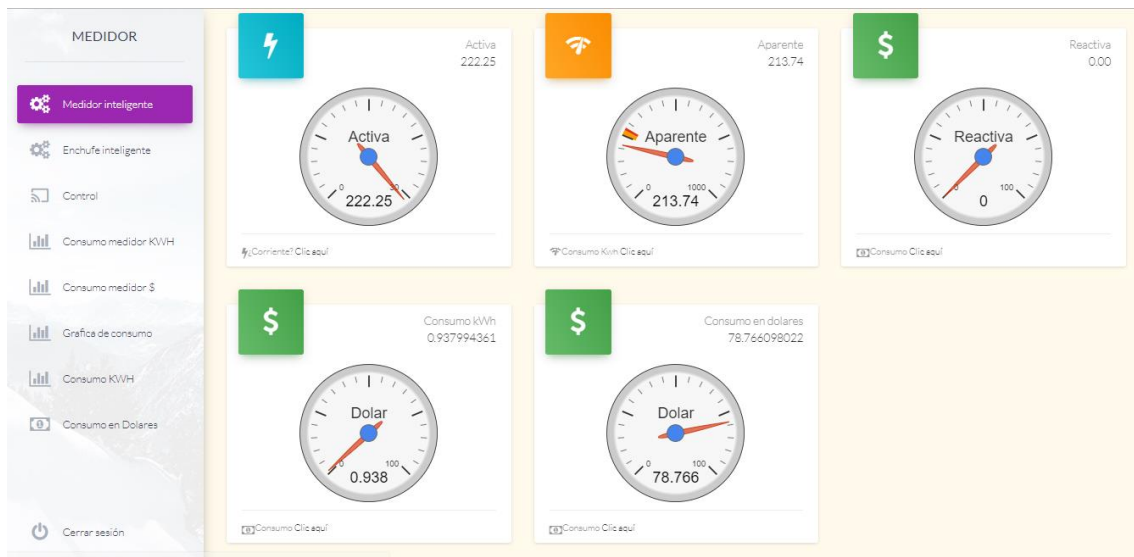 MEDIDOR
Medidor inteligente
Enchufe inteligente
Control
Consumo medidor KWH
Consumo medidor $
Grafica de consumo
Consumo KWH
Consumo en Dolares
Cerrar sesión
Activa
222.25
Activa
0 30
222.25
¿Corriente? Clic aquí
Aparente
213.74
Aparente
0 1000
213.74
Consumo Kwh Clic aquí
$
Reactiva
0.00
Reactiva
0 100
0
Consumo Clic aquí
$
Consumo kWh
0.937994361
Dolar
0 100
0.938
Consumo Clic aquí
$
Consumo en dolares
78.766098022
Dolar
0 100
78.766
Consumo Clic aquí